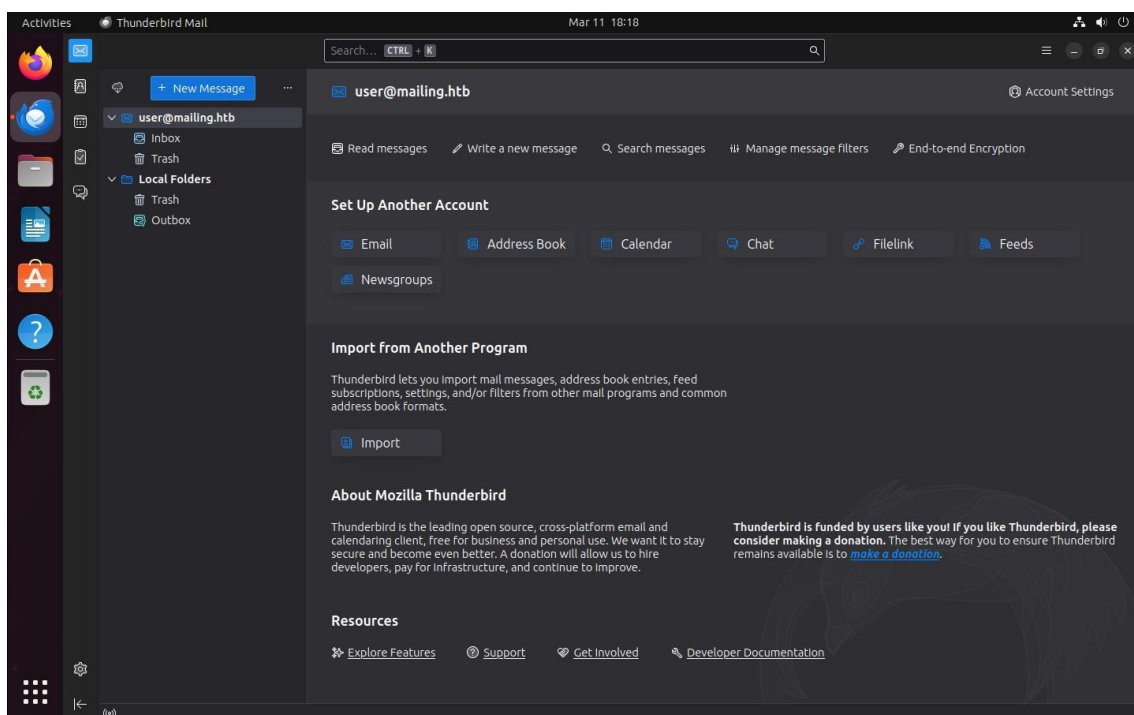 Activities Thunderbird Mail Mar 11 18:18
Search... CTRL + K
+ New Message ...
user@mailing.htb
Inbox
Trash
Local Folders
Trash
Outbox
user@mailing.htb Account Settings
Read messages Write a new message Search messages Manage message filters End-to-end Encryption
Set Up Another Account
Email Address Book Calendar Chat Filelink Feeds
Newsgroups
Import from Another Program
Thunderbird lets you import mail messages, address book entries, feed
subscriptions, settings, and/or filters from other mail programs and common
address book formats.
Import
About Mozilla Thunderbird
Thunderbird is the leading open source, cross-platform email and
calendaring client, free for business and personal use. We want it to stay
secure and become even better. A donation will allow us to hire
developers, pay for infrastructure, and continue to improve.
Thunderbird is funded by users like you! If you like Thunderbird, please
consider making a donation. The best way for you to ensure Thunderbird
remains available is to make a donation.
Resources
Explore Features Support Get Involved Developer Documentation